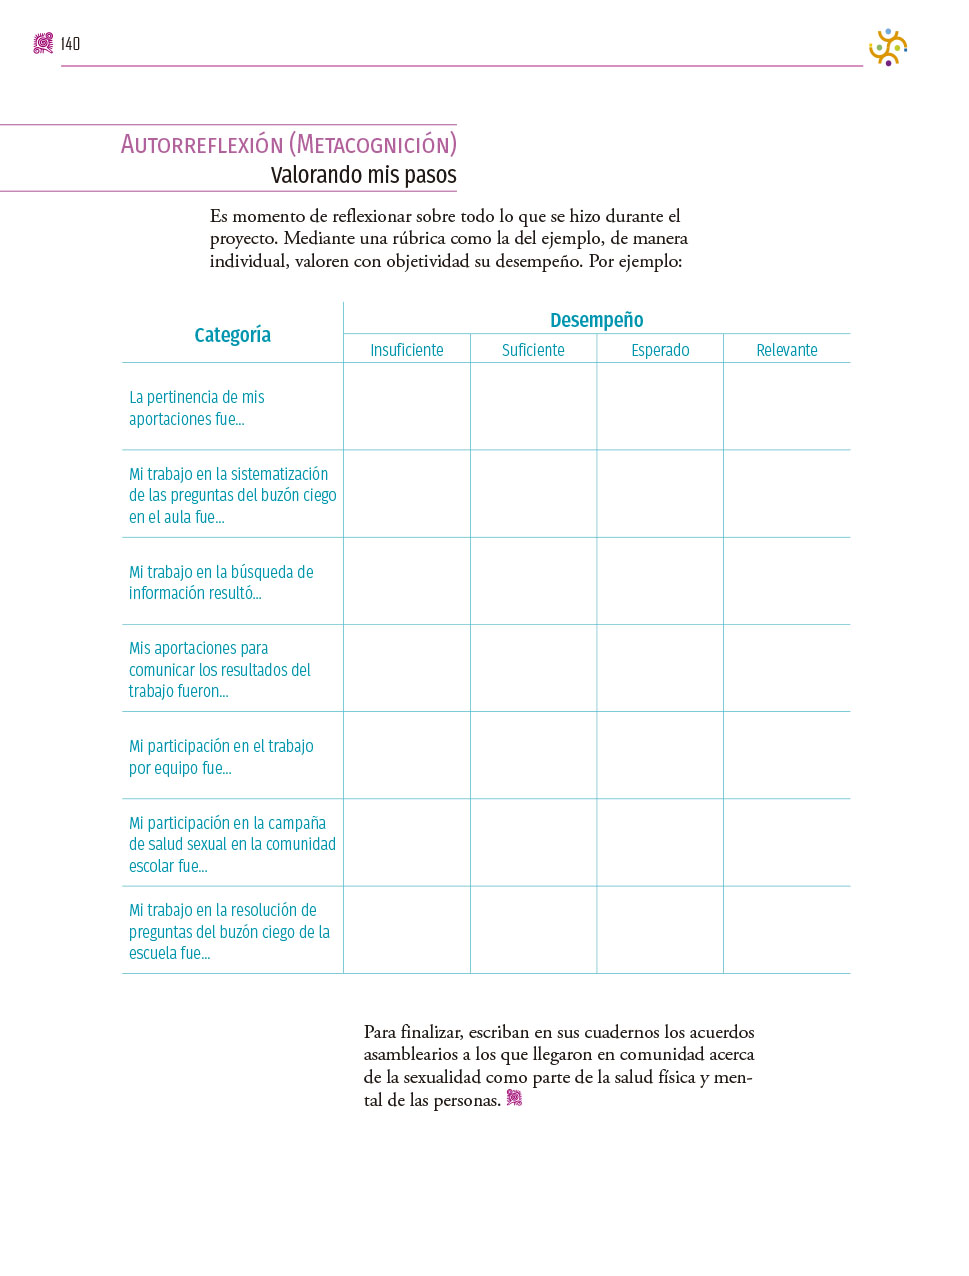 140
Autorreflexión (Metacognición)
Valorando mis pasos
Es momento de reflexionar sobre todo lo que se hizo durante el
proyecto. Mediante una rúbrica como la del ejemplo, de manera
individual, valoren con objetividad su desempeño. Por ejemplo:
Categoría
Desempeño
Insuficiente
Suficiente
Esperado
Relevante
La pertinencia de mis
aportaciones fue...
Mi trabajo en la sistematización
de las preguntas del buzón ciego
en el aula fue...
Mi trabajo en la búsqueda de
información resultó...
Mis aportaciones para
comunicar los resultados del
trabajo fueron...
Mi participación en el trabajo
por equipo fue...
Mi participación en la campaña
de salud sexual en la comunidad
escolar fue...
Mi trabajo en la resolución de
preguntas del buzón ciego de la
escuela fue...
Para finalizar, escriban en sus cuadernos los acuerdos
asamblearios a los que llegaron en comunidad acerca
de la sexualidad como parte de la salud física y men-
tal de las personas.